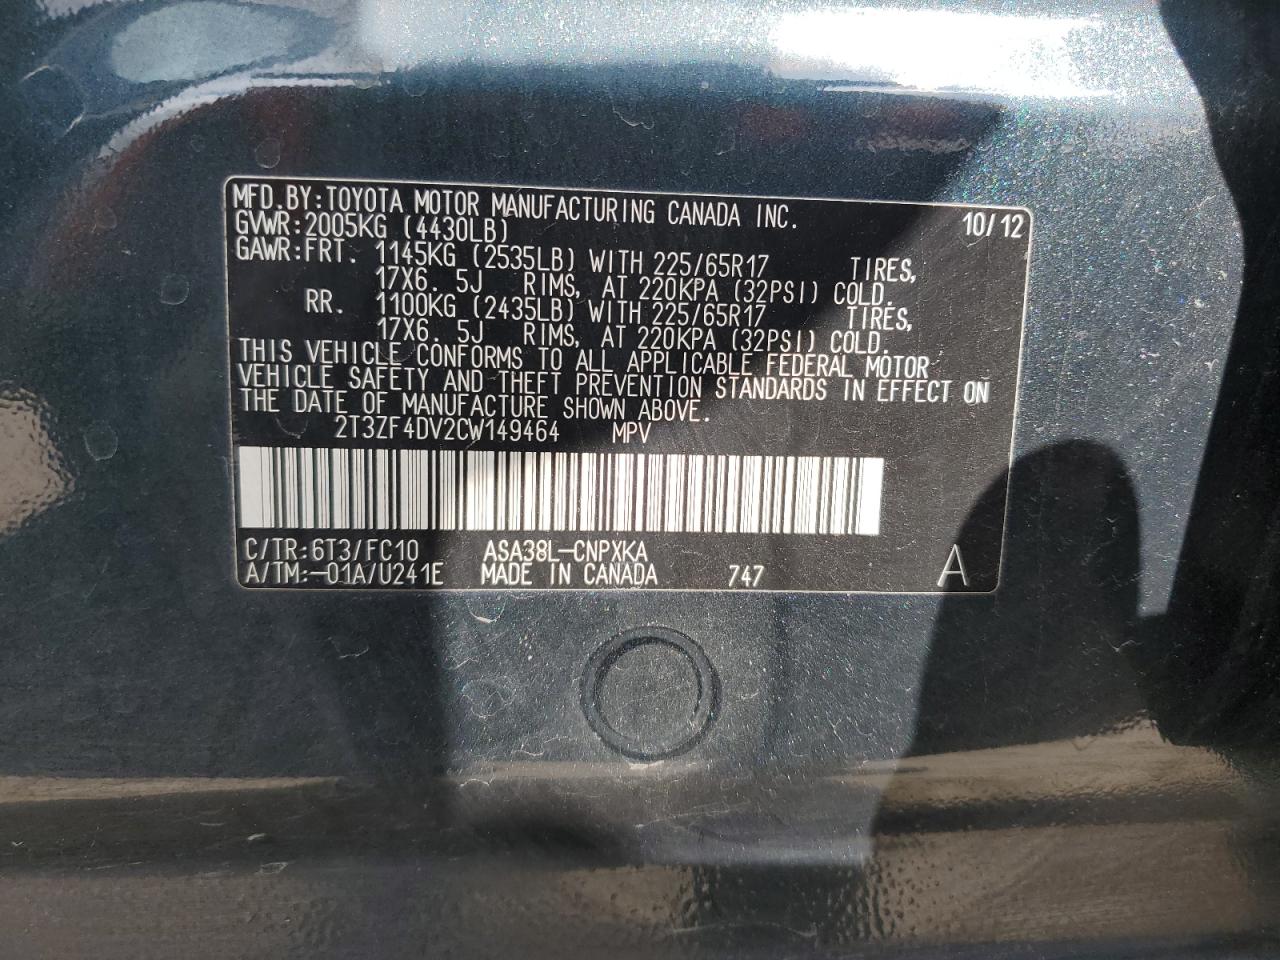 MFD.BY:TOYOTA MOTOR MANUFACTURING CANADA INC. 10/12
GVWR:2005KG (4430LB)
GAWR:FRT. 1145KG (2535LB) WITH 225/65R17 TIRES,
17X6.5J RIMS, AT 220KPA (32PSI) COLD.
RR. 1100KG (2435LB) WITH 225/65R17 TIRES,
17X6.5J RIMS, AT 220KPA (32PSI) COLD.
THIS VEHICLE CONFORMS TO ALL APPLICABLE FEDERAL MOTOR
VEHICLE SAFETY AND THEFT PREVENTION STANDARDS IN EFFECT ON
THE DATE OF MANUFACTURE SHOWN ABOVE.
2T3ZF4DV2CW149464 MPV
C/TR:6T3/FC10 ASA38L-CNPXKA
A/TM:-01A/U241E MADE IN CANADA 747 A